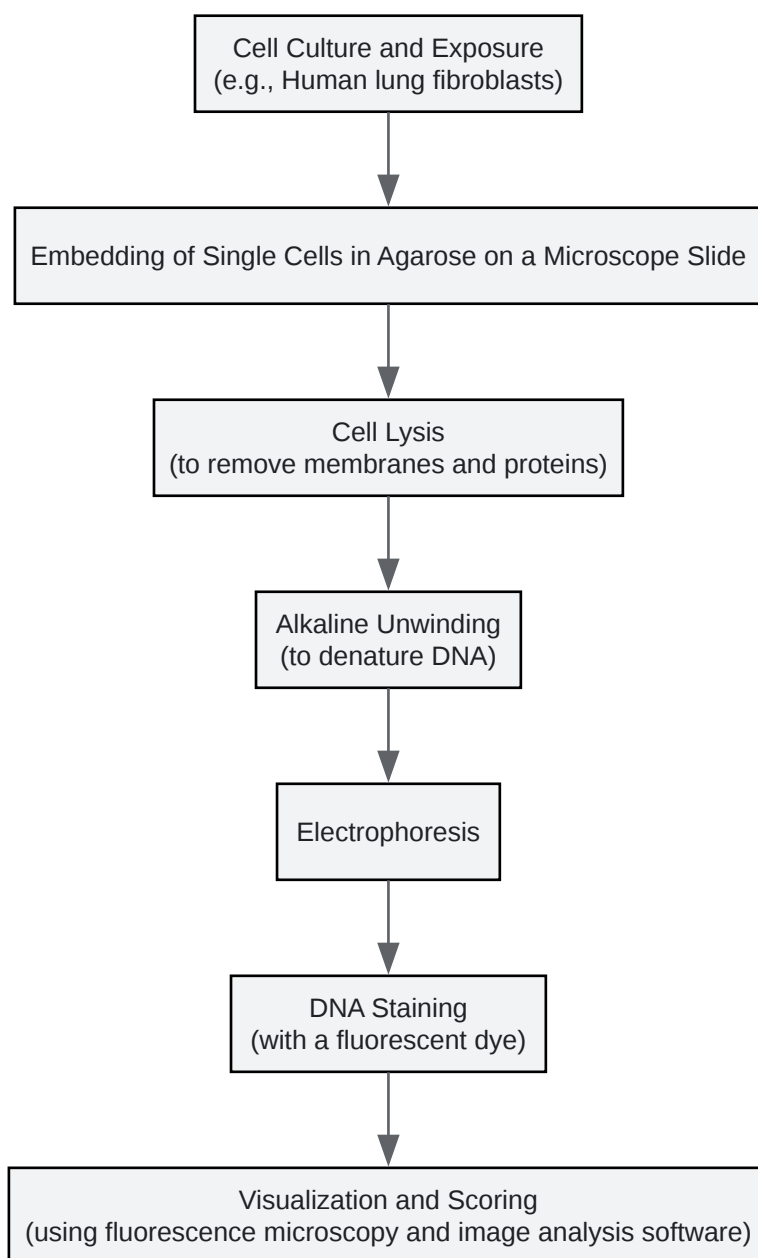 Cell Culture and Exposure
(e.g., Human lung fibroblasts)
Embedding of Single Cells in Agarose on a Microscope Slide
Cell Lysis
(to remove membranes and proteins)
Alkaline Unwinding
(to denature DNA)
Electrophoresis
DNA Staining
(with a fluorescent dye)
Visualization and Scoring
(using fluorescence microscopy and image analysis software)